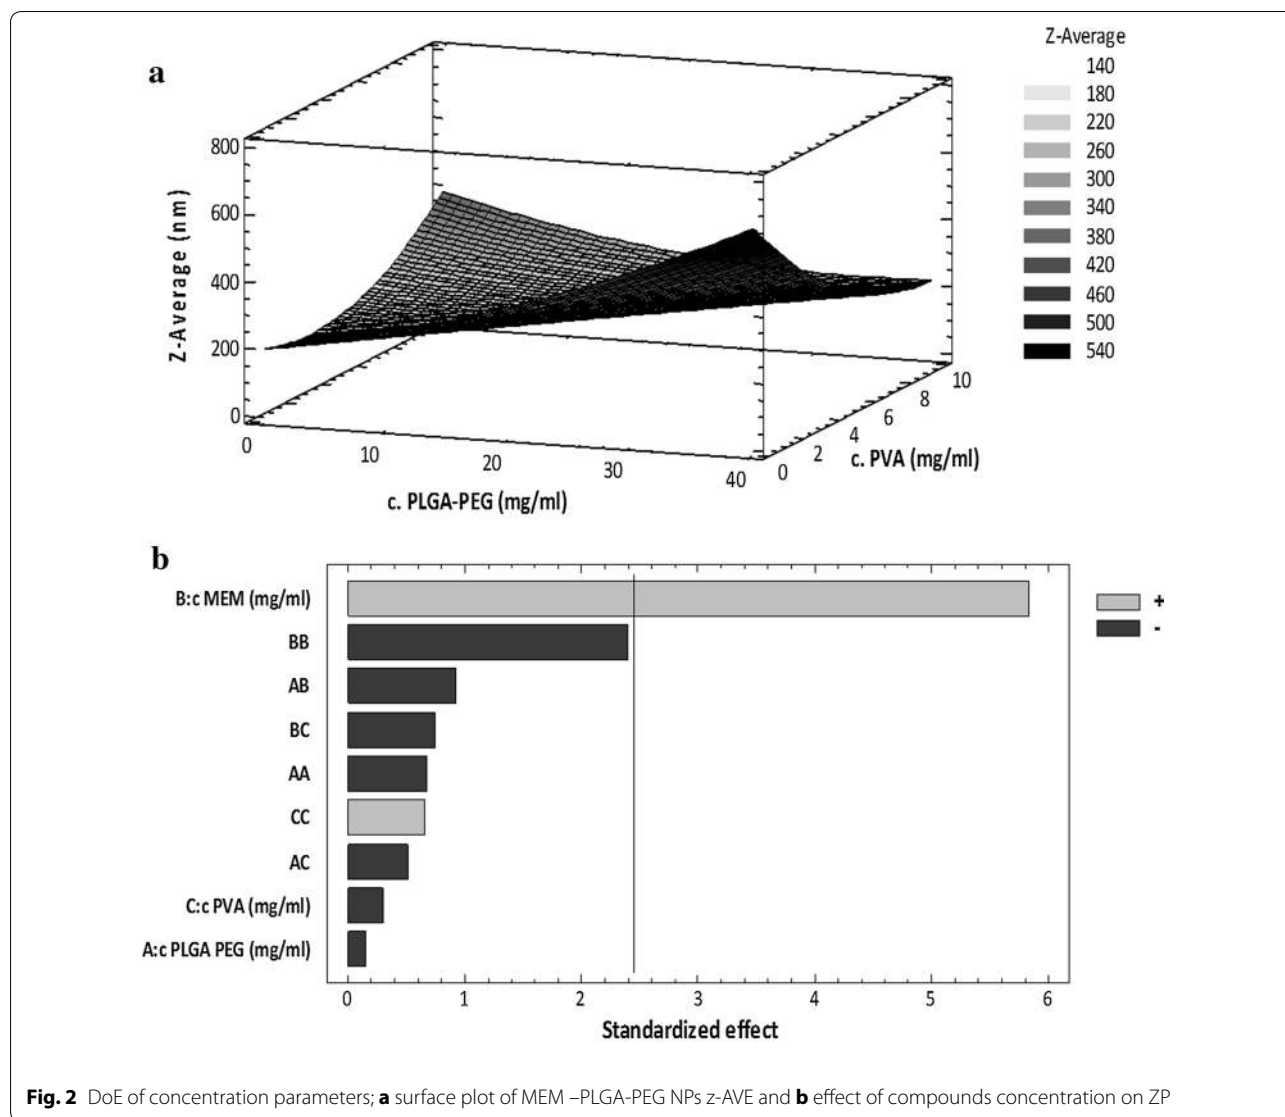 a
Z-Average
140
180
220
260
300
340
380
420
460
500
540
800
600
400
200
0
Z-Average (nm)
0
10
20
30
40
c. PLGA-PEG (mg/ml)
0
2
4
6
8
10
c. PVA (mg/ml)
b
B:c MEM (mg/ml)
BB
AB
BC
AA
CC
AC
C:c PVA (mg/ml)
A:c PLGA PEG (mg/ml)
+
-
0 1 2 3 4 5 6
Standardized effect
Fig. 2 DoE of concentration parameters; a surface plot of MEM –PLGA-PEG NPs z-AVE and b effect of compounds concentration on ZP